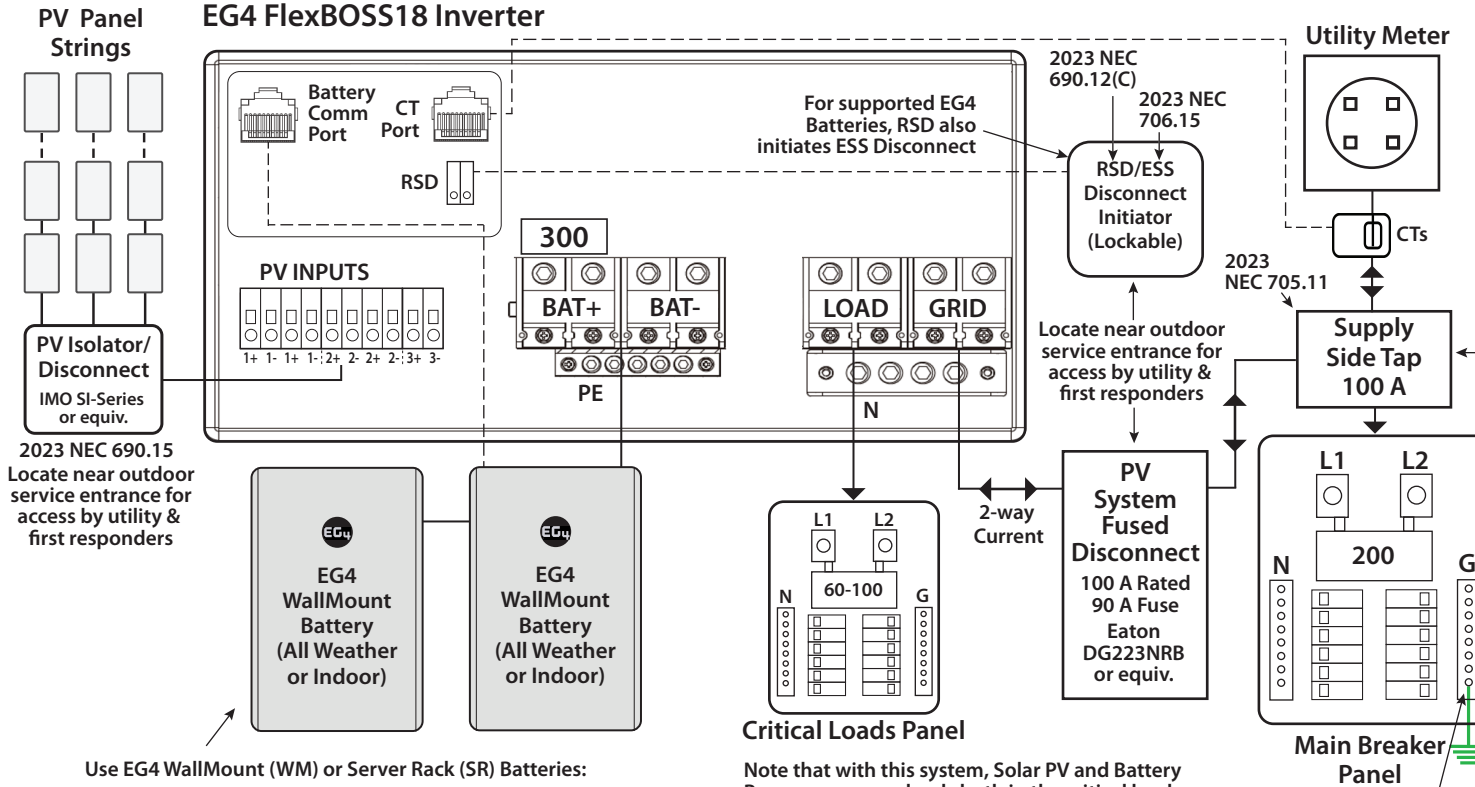 PV Panel
Strings
EG4 FlexBOSS18 Inverter
Battery
Comm
Port
CT
Port
RSD
For supported EG4
Batteries, RSD also
initiates ESS Disconnect
2023 NEC
690.12(C)
2023 NEC
706.15
RSD/ESS
Disconnect
Initiator
(Lockable)
Utility Meter
CTs
2023
NEC 705.11
300
PV INPUTS
BAT+
BAT-
LOAD
GRID
1+ 1- 1+ 1- 2+ 2- 2+ 2- 3+ 3-
PE
N
PV Isolator/
Disconnect
IMO SI-Series
or equiv.
2023 NEC 690.15
Locate near outdoor
service entrance for
access by utility &
first responders
Locate near outdoor
service entrance for
access by utility &
first responders
Supply
Side Tap
100 A
EG4
EG4
WallMount
Battery
(All Weather
or Indoor)
EG4
EG4
WallMount
Battery
(All Weather
or Indoor)
L1
L2
N
60-100
G
Critical Loads Panel
2-way
Current
PV
System
Fused
Disconnect
100 A Rated
90 A Fuse
Eaton
DG223NRB
or equiv.
L1
L2
N
200
G
Main Breaker
Panel
Use EG4 WallMount (WM) or Server Rack (SR) Batteries:
Note that with this system, Solar PV and Battery